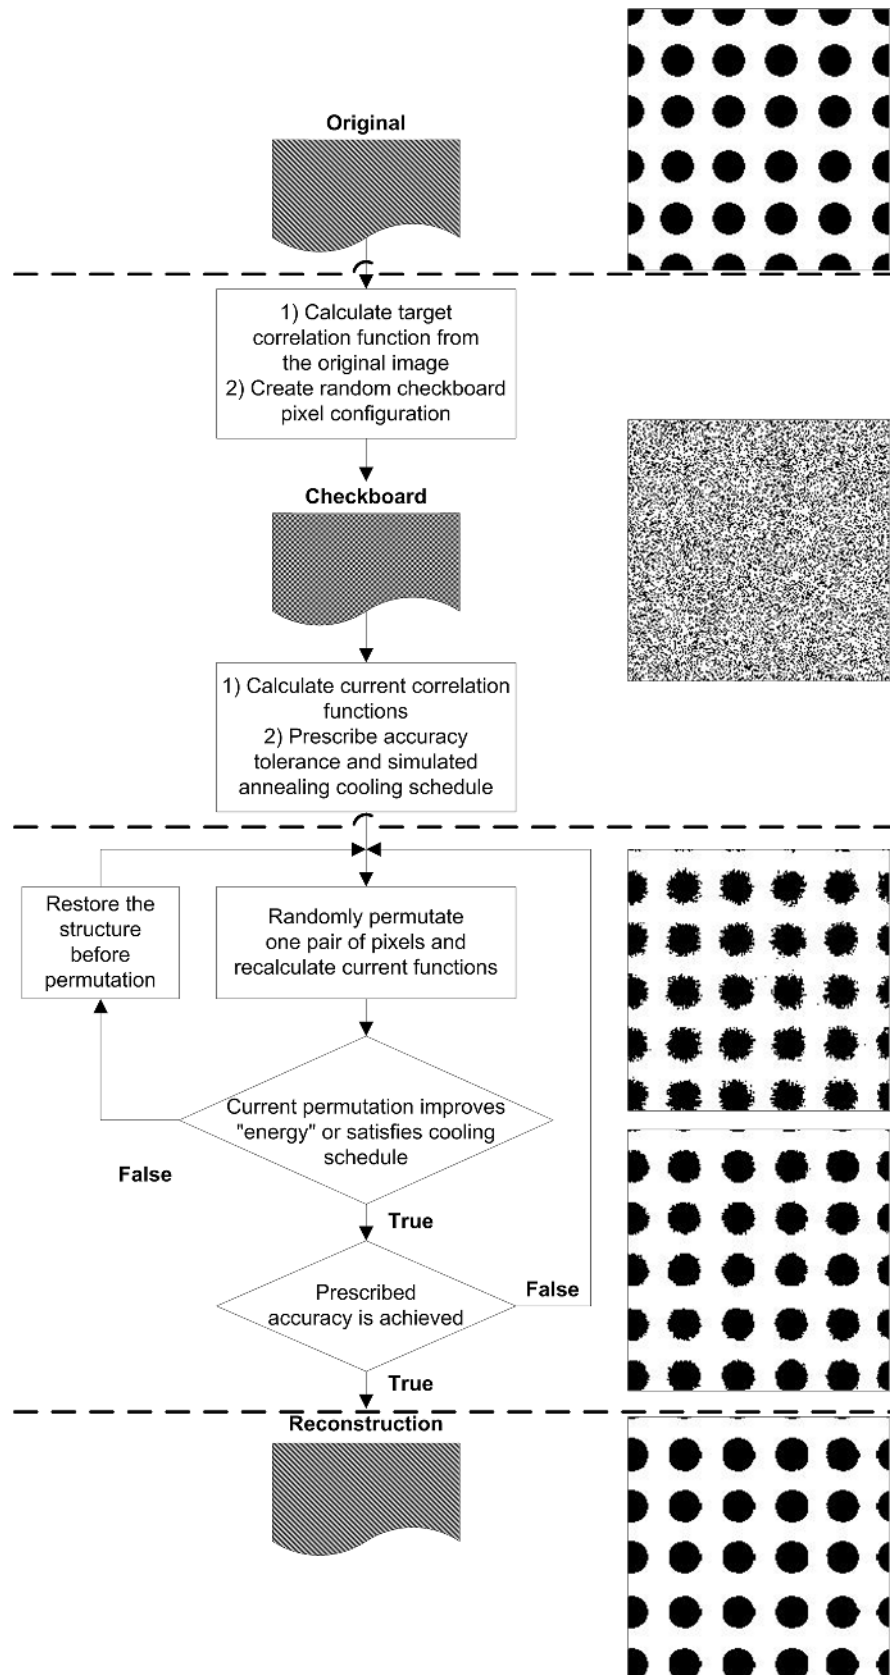 Original
1) Calculate target
correlation function from
the original image
2) Create random checkboard
pixel configuration
Checkboard
1) Calculate current correlation
functions
2) Prescribe accuracy
tolerance and simulated
annealing cooling schedule
Restore the
structure
before
permutation
Randomly permutate
one pair of pixels and
recalculate current functions
Current permutation improves
"energy" or satisfies cooling
schedule
False
True
Prescribed
accuracy is achieved
False
True
Reconstruction